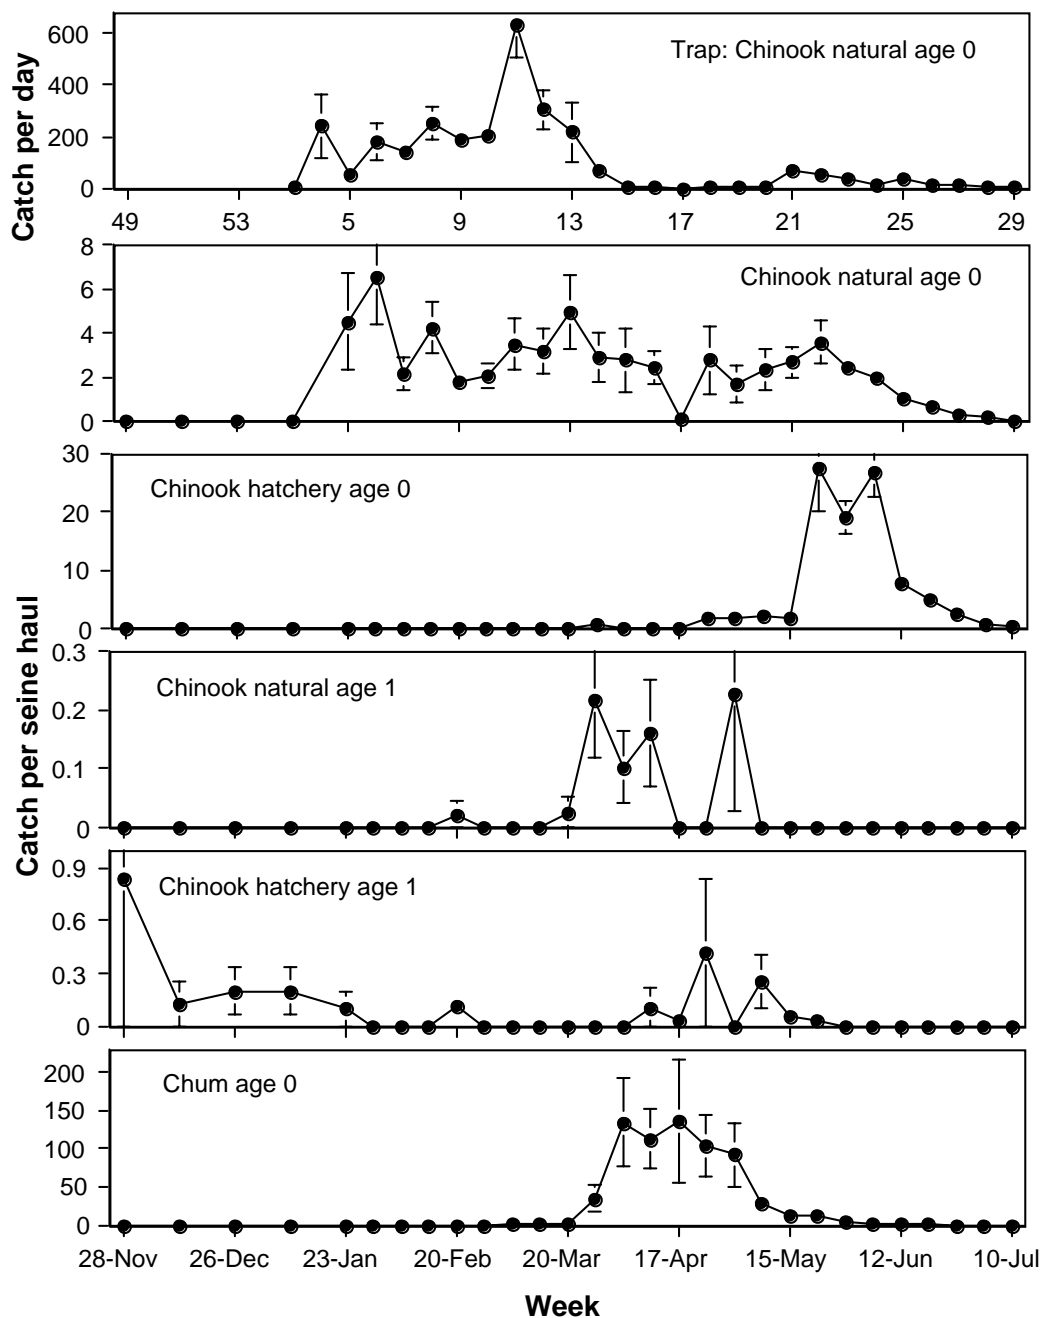 Catch per day
600
400
200
0
Trap: Chinook natural age 0
49 53 5 9 13 17 21 25 29
8
6
4
2
0
Chinook natural age 0
Catch per seine haul
30
20
10
0
Chinook hatchery age 0
0.3
0.2
0.1
0
Chinook natural age 1
0.9
0.6
0.3
0
Chinook hatchery age 1
200
150
100
50
0
Chum age 0
28-Nov 26-Dec 23-Jan 20-Feb 20-Mar 17-Apr 15-May 12-Jun 10-Jul
Week